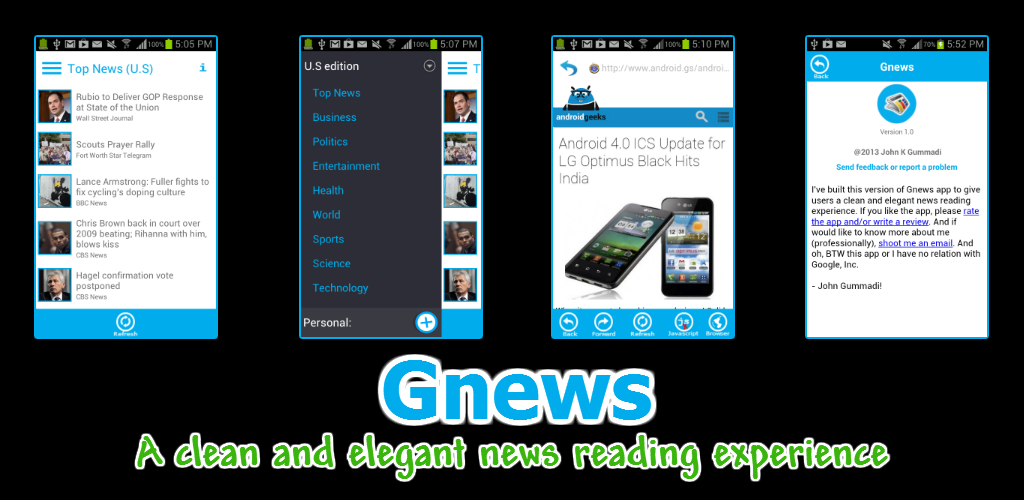 100% 5:05 PM
Top News (U.S) i
Rubio to Deliver GOP Response
at State of the Union
Wall Street Journal
Scouts Prayer Rally
Fort Worth Star Telegram
Lance Armstrong: Fuller fights to
fix cycling's doping culture
BBC News
Chris Brown back in court over
2009 beating; Rihanna with him,
blows kiss
CBS News
Hagel confirmation vote
postponed
CBS News
Refresh
100% 5:07 PM
U.S edition
T
Top News
Business
Politics
Entertainment
Health
World
Sports
Science
Technology
Personal:
100% 5:10 PM
http://www.android.gs/androi...
androidgeeks
Android 4.0 ICS Update for
LG Optimus Black Hits
India
Back Forward Refresh JavaScript Browser
70% 5:52 PM
Back
Gnews
Version 1.0
@2013 John K Gummadi
Send feedback or report a problem
I've built this version of Gnews app to give
users a clean and elegant news reading
experience. If you like the app, please rate
the app and/or write a review. And if
would like to know more about me
(professionally), shoot me an email. And
oh, BTW this app or I have no relation with
Google, Inc.
- John Gummadi!
Gnews
A clean and elegant news reading experience